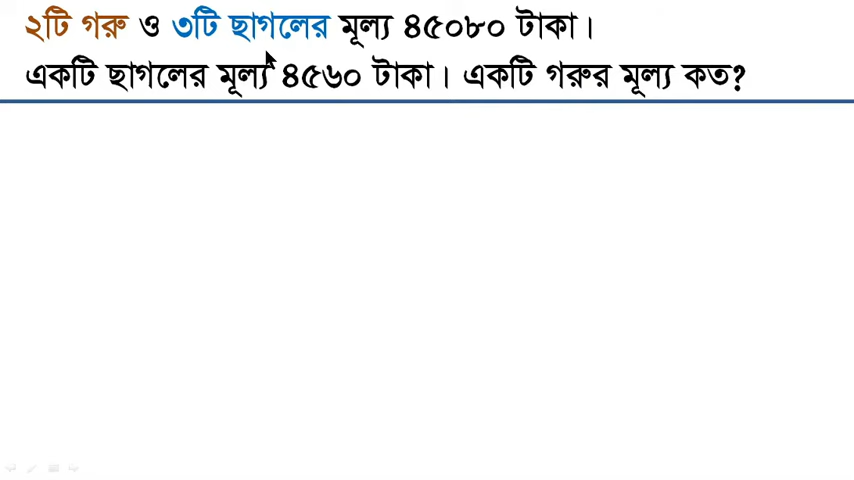 ২টি গরু ও ৩টি ছাগলের মূল্য ৪৫০৮০ টাকা।
একটি ছাগলের মূল্য ৪৫৬০ টাকা। একটি গরুর মূল্য কত?